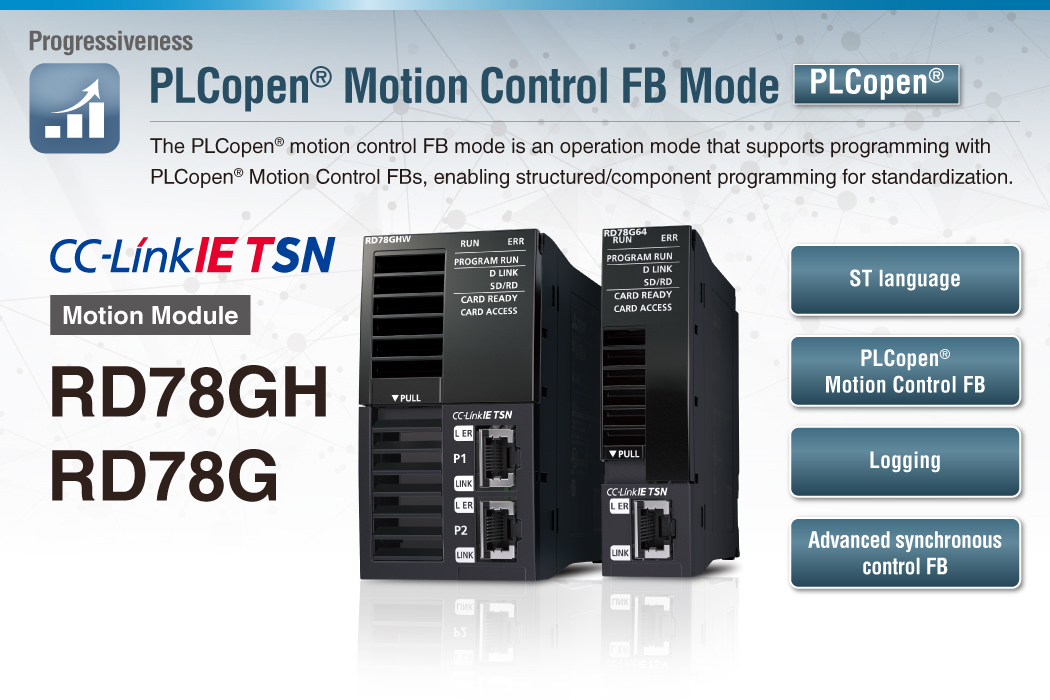 Progressiveness
PLCopen® Motion Control FB Mode
PLCopen®
The PLCopen® motion control FB mode is an operation mode that supports programming with
PLCopen® Motion Control FBs, enabling structured/component programming for standardization.
CC-Link IE TSN
Motion Module
RD78GH
RD78G
RD78GHW
RUN ERR
PROGRAM RUN
D LINK
SD/RD
CARD READY
CARD ACCESS
▼PULL
CC-Link IE TSN
L ER
P1
LINK
L ER
P2
LINK
RD78G64
RUN ERR
PROGRAM RUN
D LINK
SD/RD
CARD READY
CARD ACCESS
▼PULL
CC-Link IE TSN
L ER
LINK
ST language
PLCopen®
Motion Control FB
Logging
Advanced synchronous
control FB